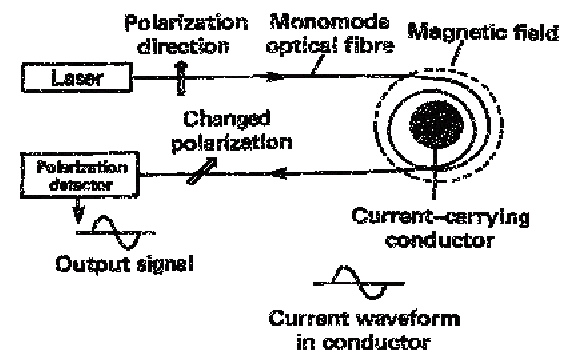 Polarization
direction
Monomode
optical fibre
Magnetic field
Laser
Changed
polarization
Polarization
detector
Current-carrying
conductor
Output signal
Current waveform
in conductor